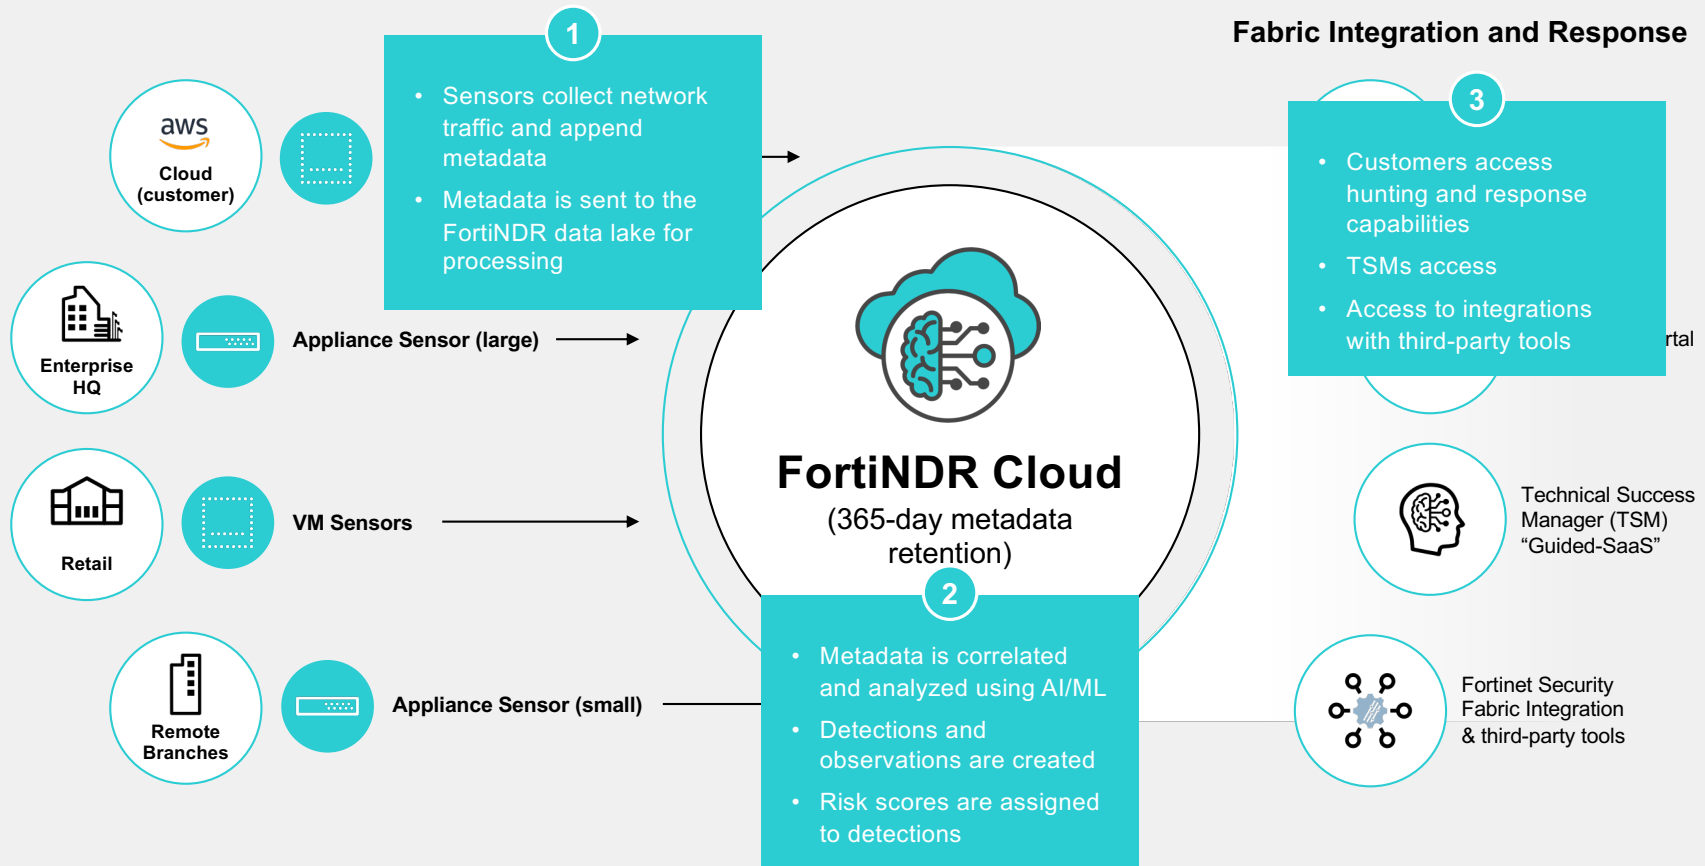 Fabric Integration and Response
1
• Sensors collect network
traffic and append
metadata
• Metadata is sent to the
FortiNDR data lake for
processing
aws
Cloud
(customer)
Enterprise
HQ
Appliance Sensor (large)
Retail
VM Sensors
Remote
Branches
Appliance Sensor (small)
FortiNDR Cloud
(365-day metadata
retention)
2
• Metadata is correlated
and analyzed using AI/ML
• Detections and
observations are created
• Risk scores are assigned
to detections
3
• Customers access
hunting and response
capabilities
• TSMs access
• Access to integrations
with third-party tools
rtal
Technical Success
Manager (TSM)
“Guided-SaaS”
Fortinet Security
Fabric Integration
& third-party tools